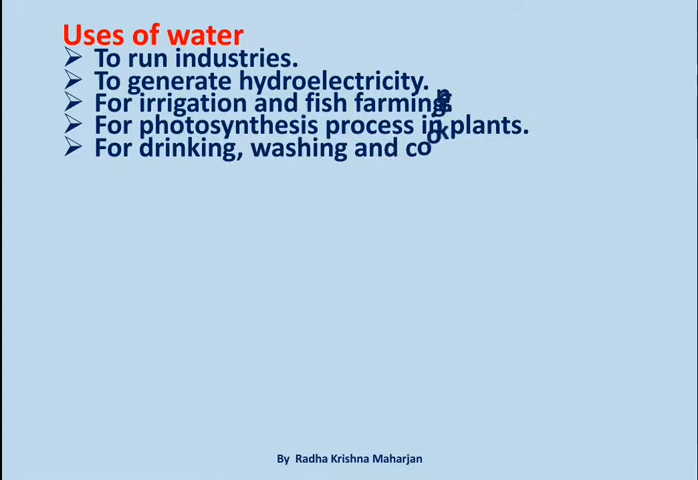 Uses of water
➢ To run industries.
➢ To generate hydroelectricity.
➢ For irrigation and fish farming
➢ For photosynthesis process in plants.
➢ For drinking, washing and
By Radha Krishna Maharjan